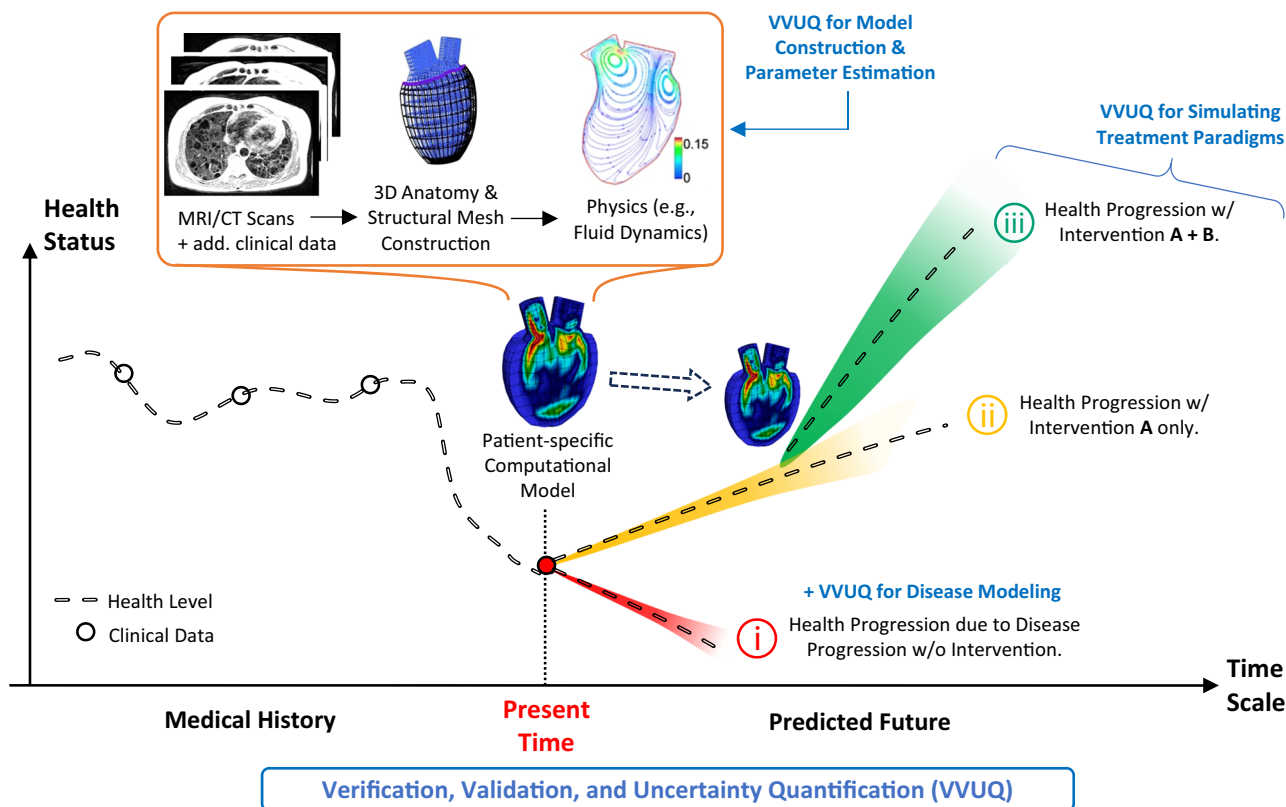 VVUQ for Model
Construction &
Parameter Estimation
VVUQ for Simulating
Treatment Paradigms
0.15
0
MRI/CT Scans
+ add. clinical data
3D Anatomy &
Structural Mesh
Construction
Physics (e.g.,
Fluid Dynamics)
Health
Status
iii
Health Progression w/
Intervention A + B.
ii
Health Progression w/
Intervention A only.
Patient-specific
Computational
Model
+ VVUQ for Disease Modeling
i
Health Progression due to Disease
Progression w/o Intervention.
Health Level
Clinical Data
Time
Scale
Medical History
Present
Time
Predicted Future
Verification, Validation, and Uncertainty Quantification (VVUQ)